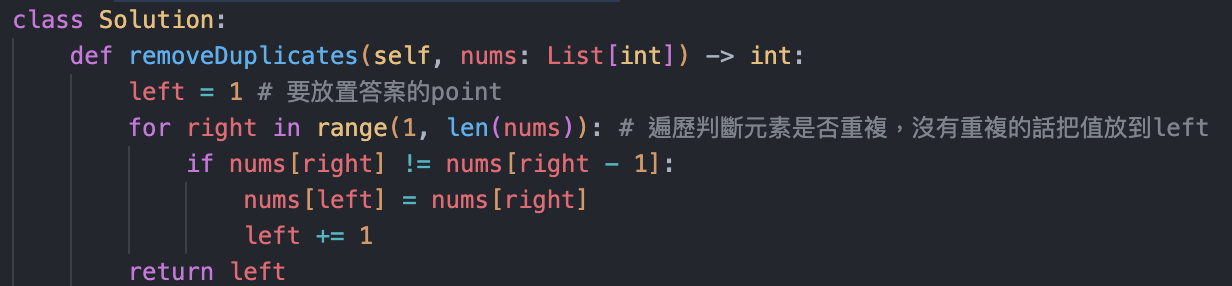 class Solution:
    def removeDuplicates(self, nums: List[int]) -> int:
        left = 1 # 要放置答案的point
        for right in range(1, len(nums)): # 遍歷判斷元素是否重複，沒有重複的話把值放到left
            if nums[right] != nums[right - 1]:
                nums[left] = nums[right]
                left += 1
        return left